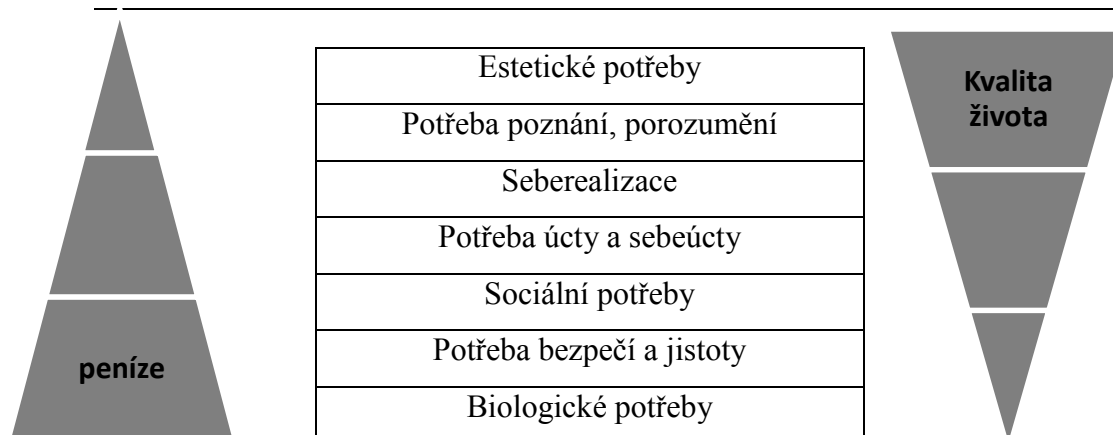 Estetické potřeby
Kvalita
života
Potřeba poznání, porozumění
Seberealizace
Potřeba úcty a sebeúcty
Sociální potřeby
Potřeba bezpečí a jistoty
peníze
Biologické potřeby